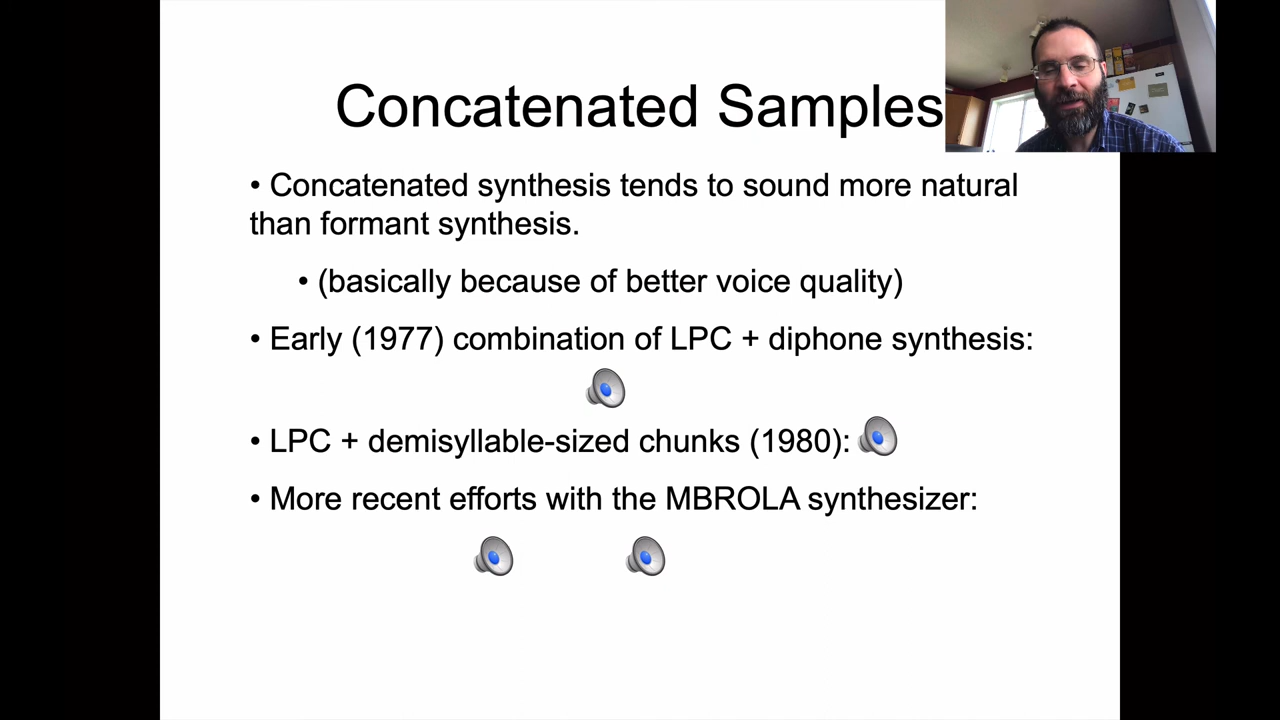 Concatenated Samples
• Concatenated synthesis tends to sound more natural
than formant synthesis.
• (basically because of better voice quality)
• Early (1977) combination of LPC + diphone synthesis:
• LPC + demisyllable-sized chunks (1980):
• More recent efforts with the MBROLA synthesizer: